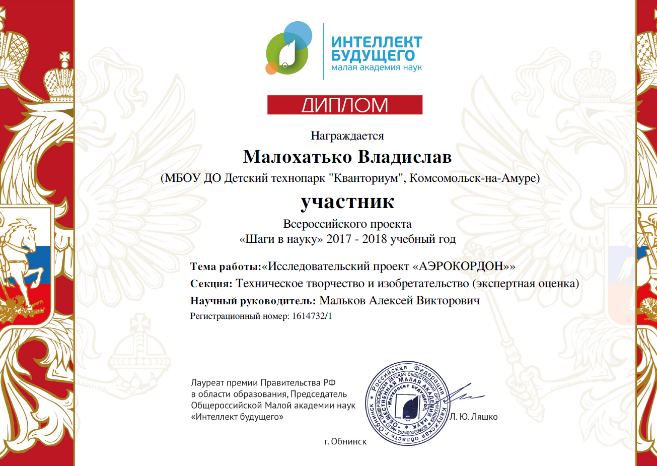 ИНТЕЛЛЕКТ
БУДУЩЕГО
малая академия наук
ДИПЛОМ
Награждается
Малохатько Владислав
(МБОУ ДО Детский технопарк "Кванториум", Комсомольск-на-Амуре)
участник
Всероссийского проекта
«Шаги в науку» 2017 - 2018 учебный год
Тема работы:«Исследовательский проект «АЭРОКОРДОН»»
Секция: Техническое творчество и изобретательство (экспертная оценка)
Научный руководитель: Мальков Алексей Викторович
Регистрационный номер: 1614732/1
Лауреат премии Правительства РФ
в области образования, Председатель
Общероссийской Малой академии наук
«Интеллект будущего»
Л. Ю. Ляшко
г. Обнинск